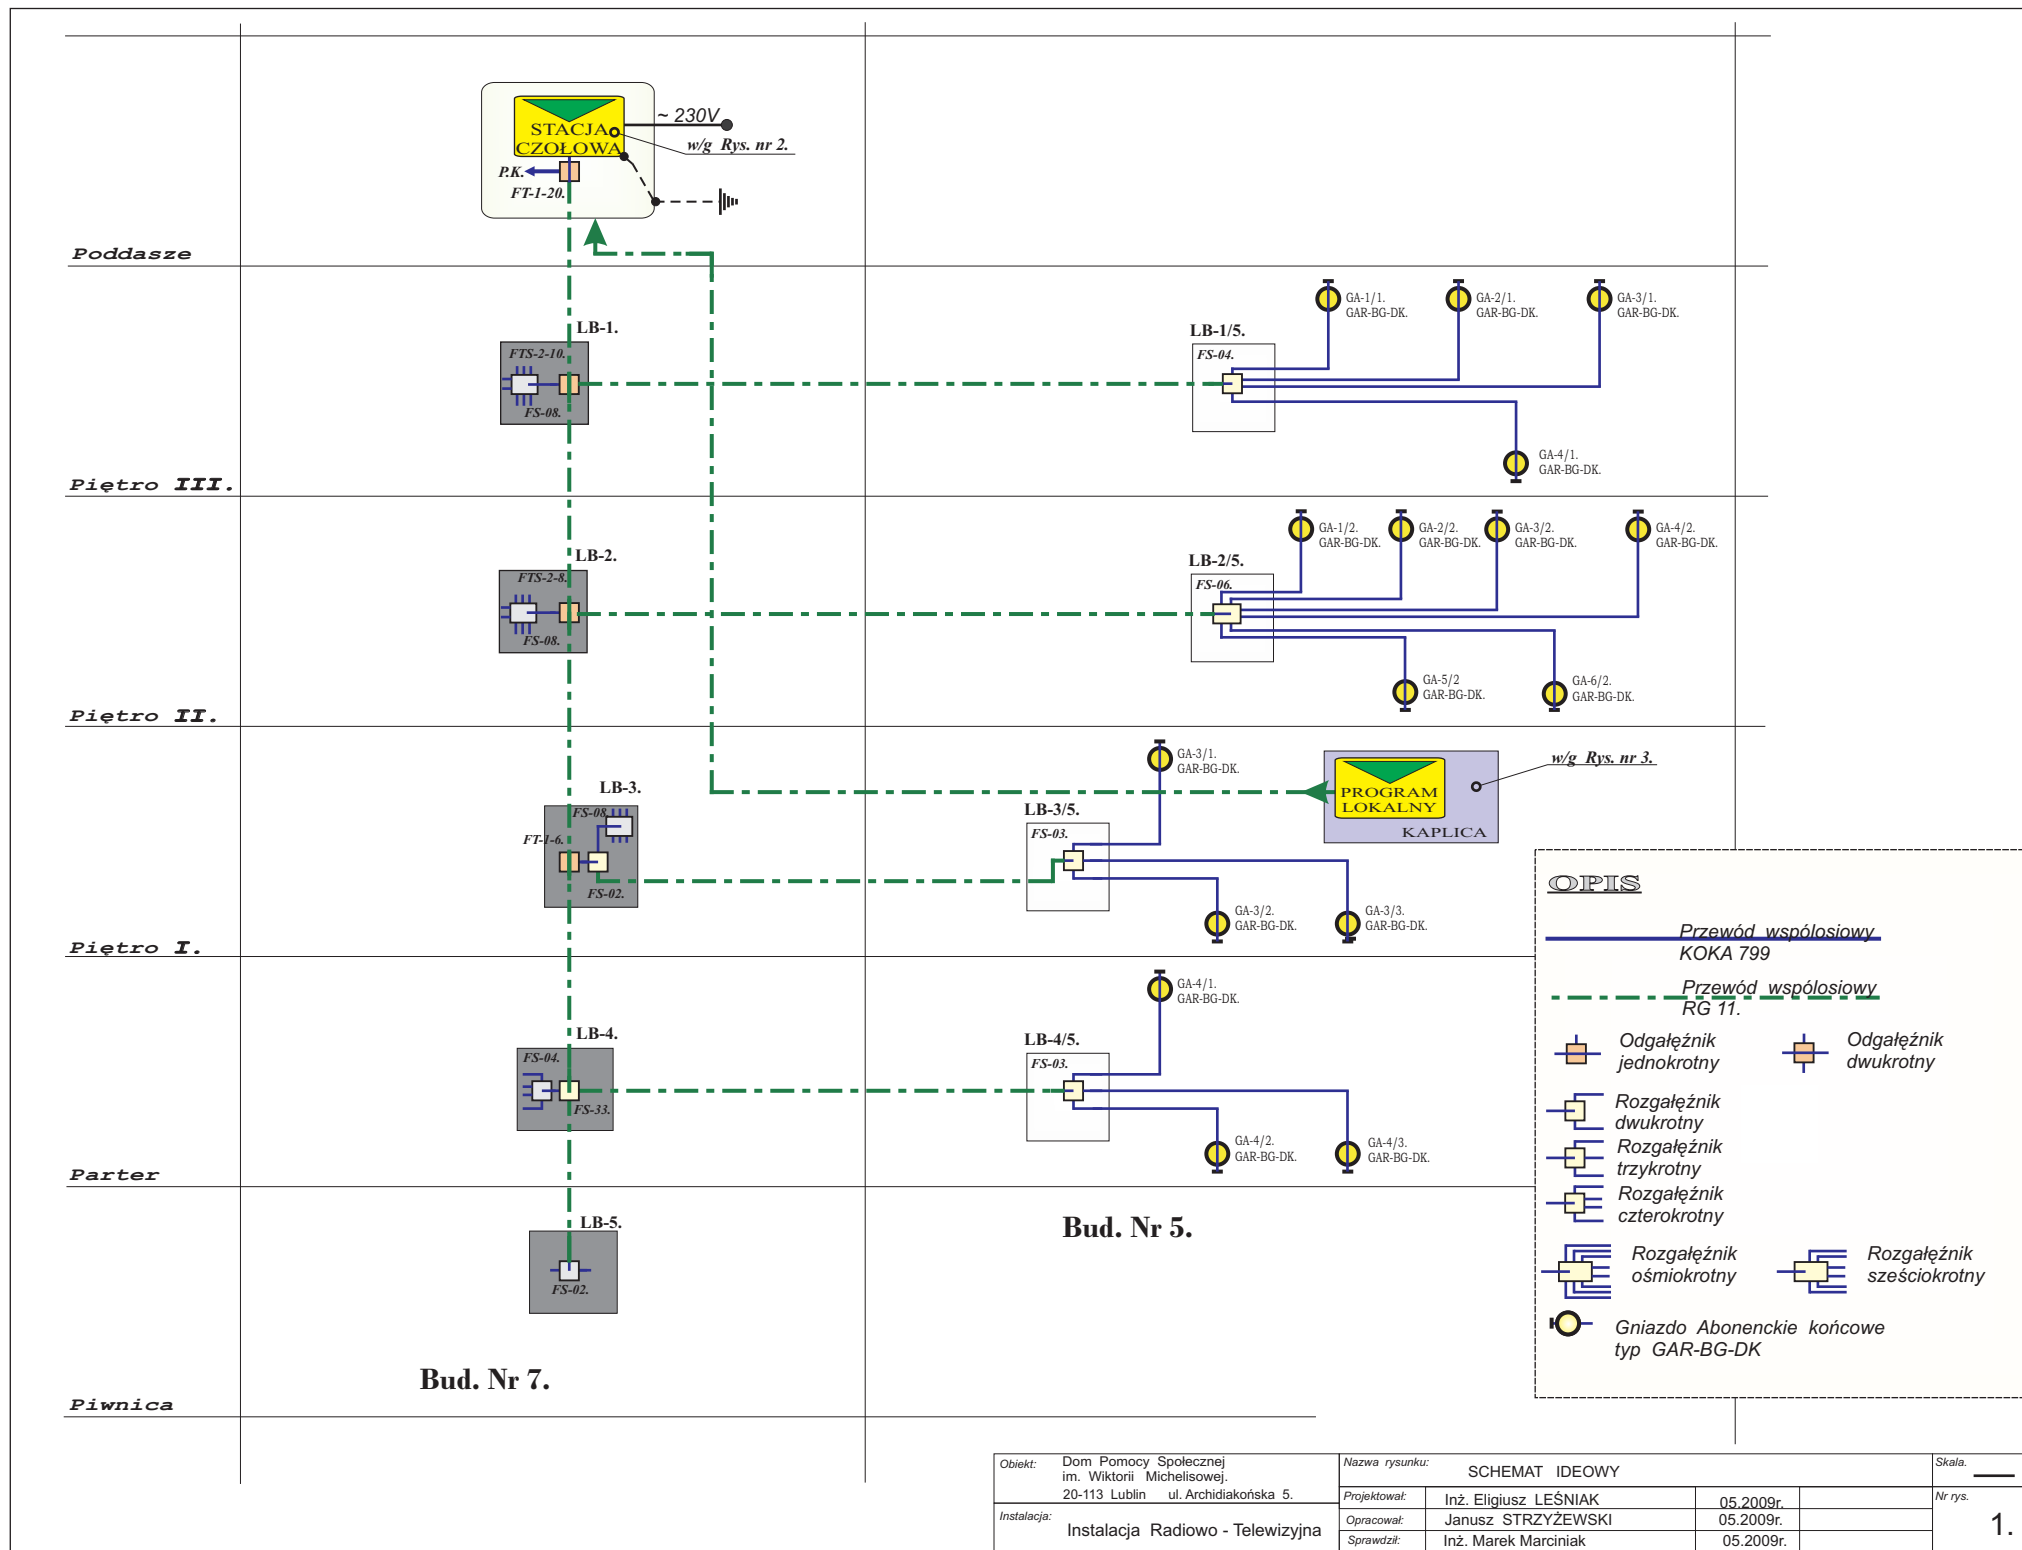 STACJA
CZOŁOWA
~ 230V
w/g Rys. nr 2.
P.K.
FT-1-20.
Poddasze
LB-1.
FTS-2-10.
FS-08.
LB-1/5.
FS-04.
GA-1/1.
GAR-BG-DK.
GA-2/1.
GAR-BG-DK.
GA-3/1.
GAR-BG-DK.
GA-4/1.
GAR-BG-DK.
Piętro III.
LB-2.
FTS-2-8.
FS-08.
LB-2/5.
FS-06.
GA-1/2.
GAR-BG-DK.
GA-2/2.
GAR-BG-DK.
GA-3/2.
GAR-BG-DK.
GA-4/2.
GAR-BG-DK.
GA-5/2
GAR-BG-DK.
GA-6/2.
GAR-BG-DK.
Piętro II.
LB-3.
FS-08.
FT-1-6.
FS-02.
LB-3/5.
FS-03.
GA-3/1.
GAR-BG-DK.
GA-3/2.
GAR-BG-DK.
GA-3/3.
GAR-BG-DK.
PROGRAM
LOKALNY
KAPLICA
w/g Rys. nr 3.
Piętro I.
LB-4.
FS-04.
FS-33.
LB-4/5.
FS-03.
GA-4/1.
GAR-BG-DK.
GA-4/2.
GAR-BG-DK.
GA-4/3.
GAR-BG-DK.
Parter
LB-5.
FS-02.
Bud. Nr 5.
Bud. Nr 7.
Piwnica
OPIS
Przewód wspólosiowy
KOKA 799
Przewód wspólosiowy
RG 11.
Odgałęźnik
jednokrotny
Odgałęźnik
dwukrotny
Rozgałęźnik
dwukrotny
Rozgałęźnik
trzykrotny
Rozgałęźnik
czterokrotny
Rozgałęźnik
ośmiokrotny
Rozgałęźnik
sześciokrotny
Gniazdo Abonenckie końcowe
typ GAR-BG-DK
Obiekt:
Dom Pomocy Społecznej
im. Wiktorii Michelisowej.
20-113 Lublin ul. Archidiakońska 5.
Instalacja:
Instalacja Radiowo - Telewizyjna
Nazwa rysunku:
SCHEMAT IDEOWY
Projektował: Inż. Eligiusz LEŚNIAK 05.2009r.
Opracował: Janusz STRZYŻEWSKI 05.2009r.
Sprawdził: Inż. Marek Marciniak 05.2009r.
Skala.
Nr rys.
1.